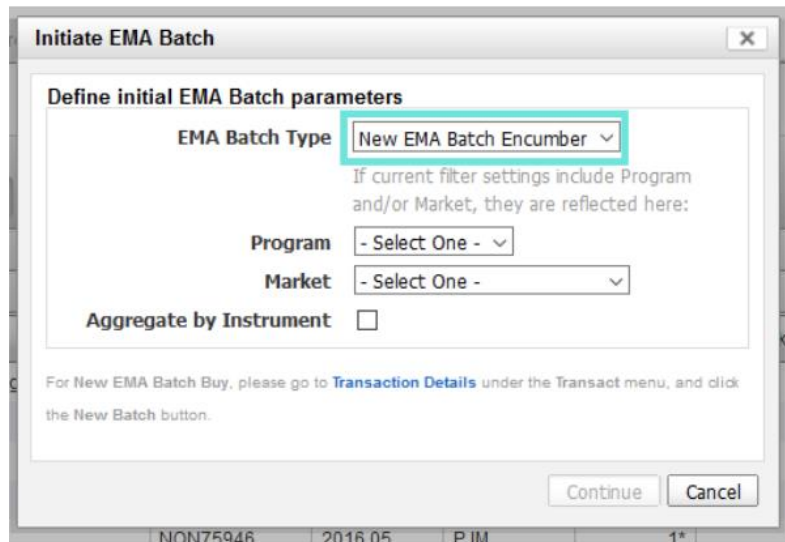 Initiate EMA Batch
Define initial EMA Batch parameters
EMA Batch Type New EMA Batch Encumber
If current filter settings include Program
and/or Market, they are reflected here:
Program - Select One -
Market - Select One -
Aggregate by Instrument
For New EMA Batch Buy, please go to Transaction Details under the Transact menu, and click
the New Batch button.
Continue Cancel
NON75946 2016 05 PJM 1*